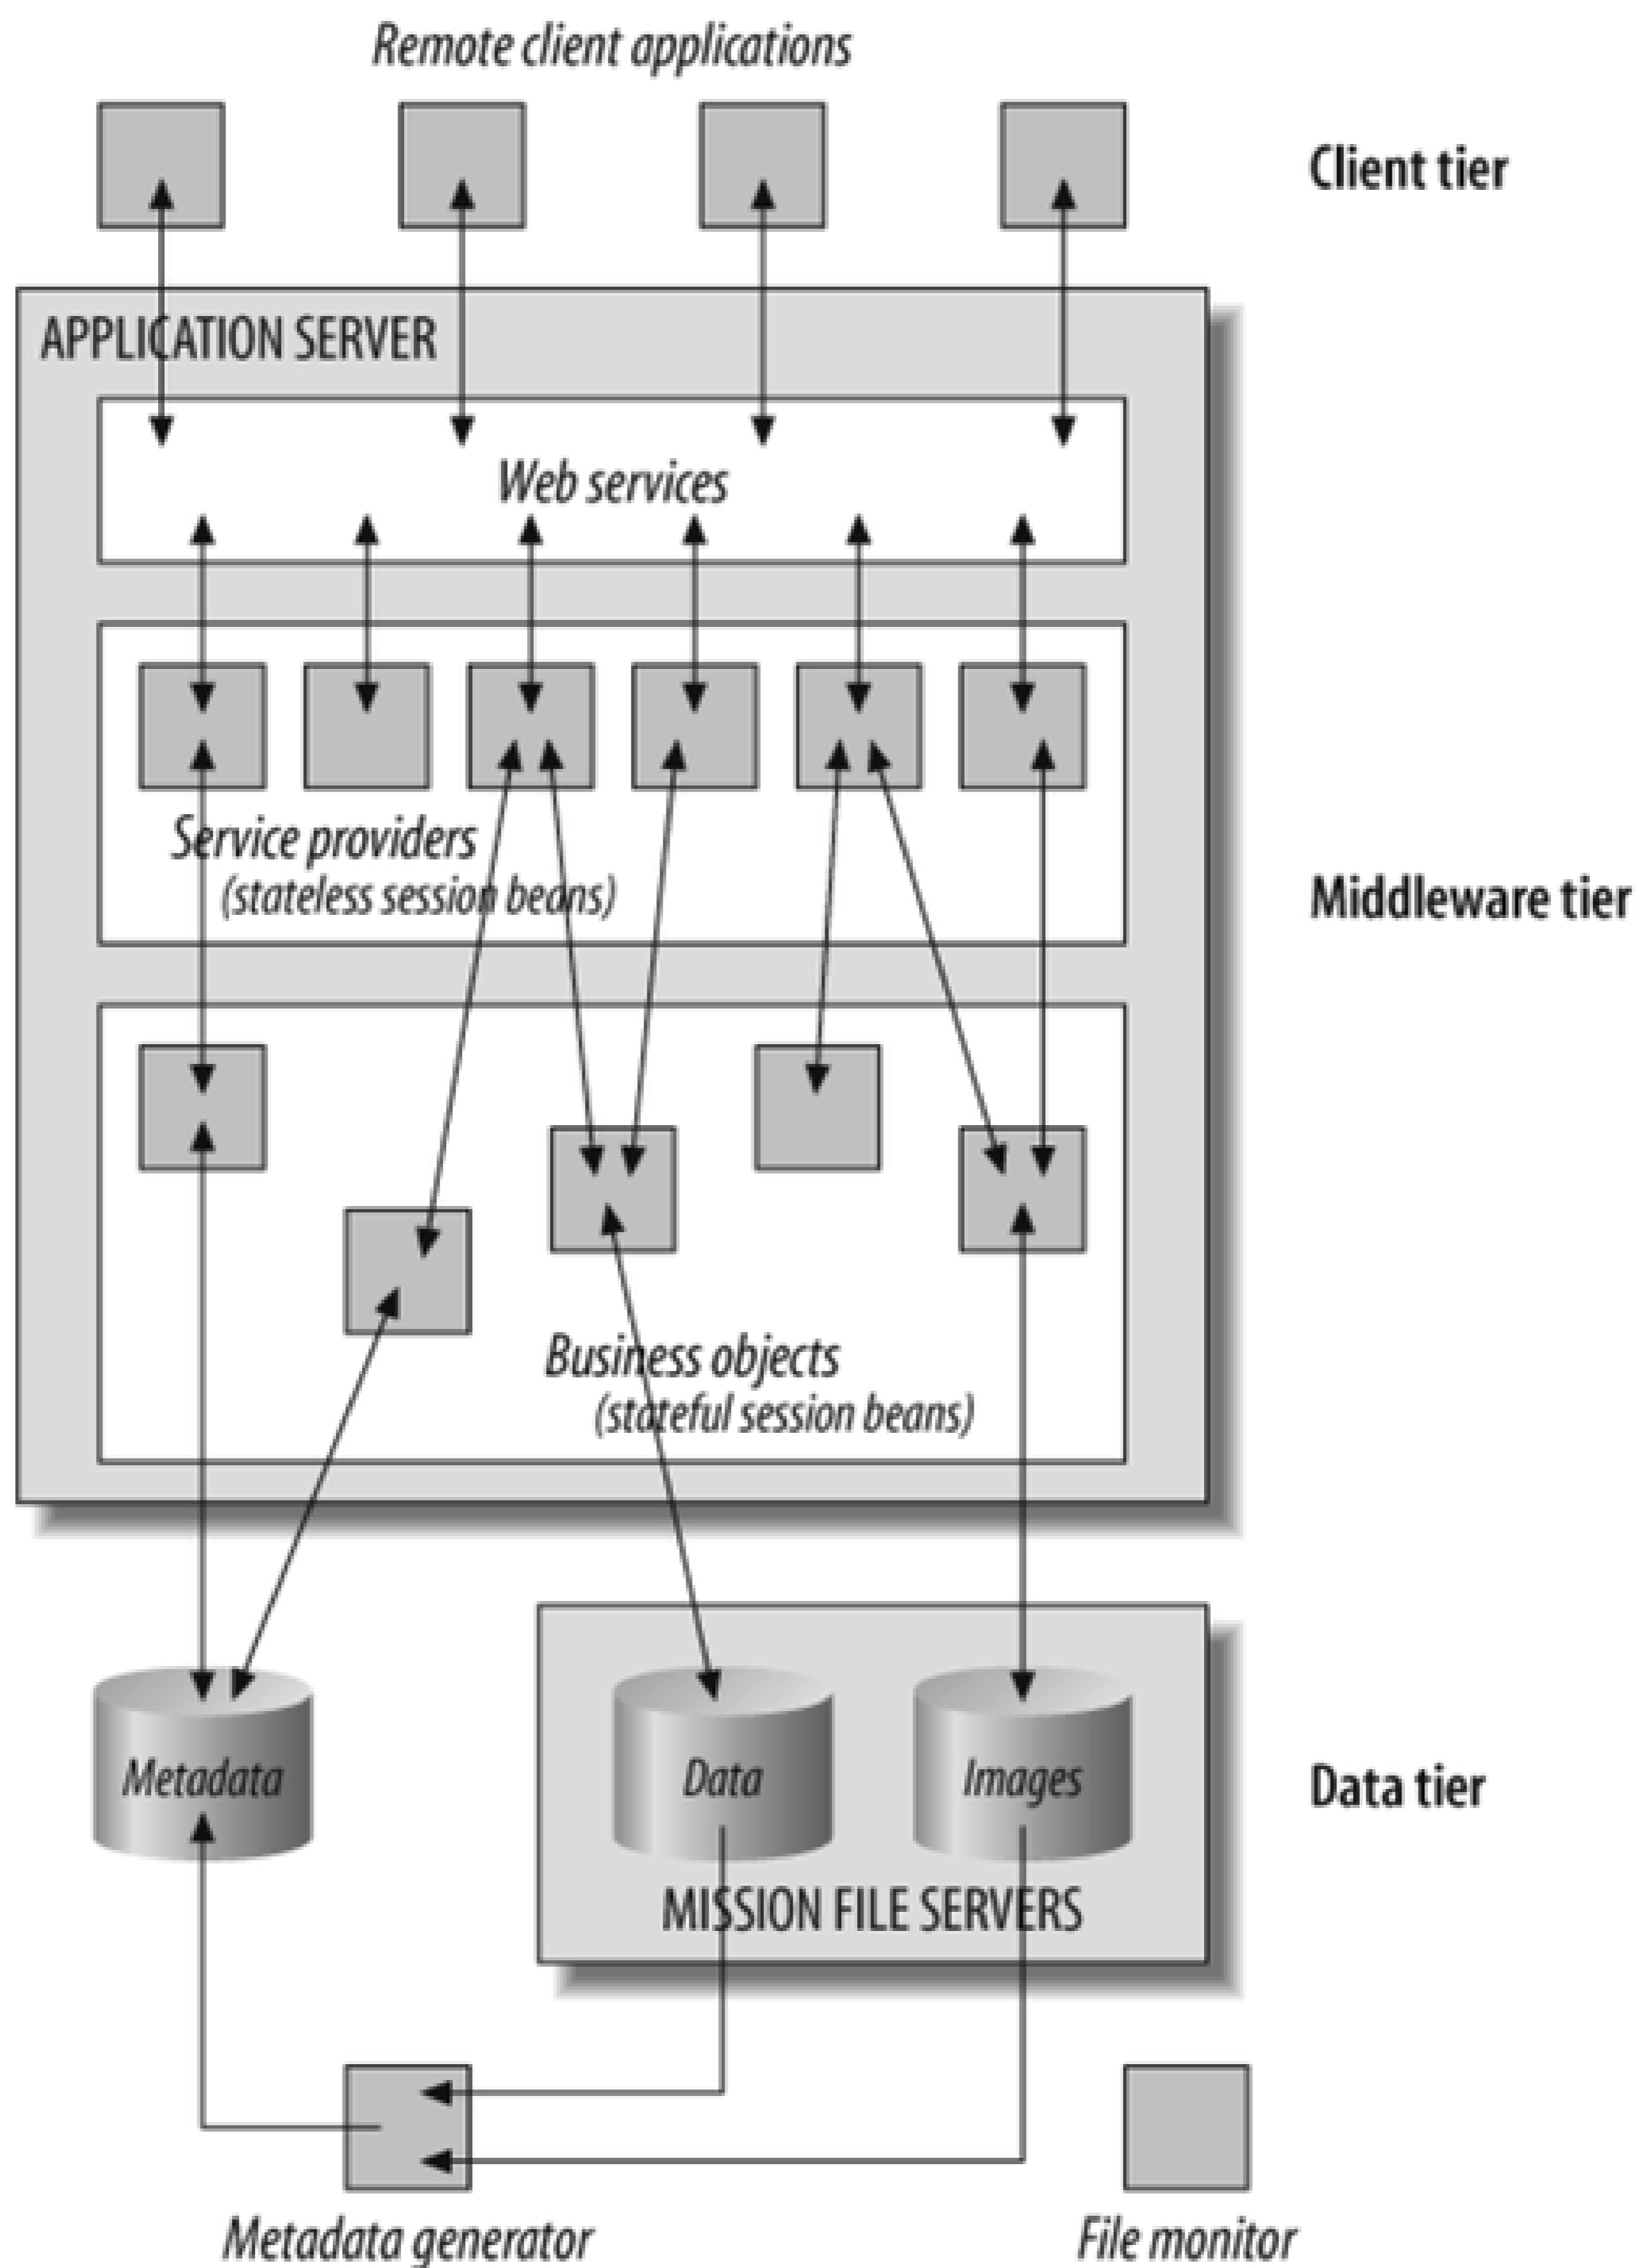 Remote client applications
Client tier
APPLICATION SERVER
Web services
Service providers
(stateless session beans)
Middleware tier
Business objects
(stateful session beans)
Metadata
Data
Images
Data tier
MISSION FILE SERVERS
Metadata generator
File monitor